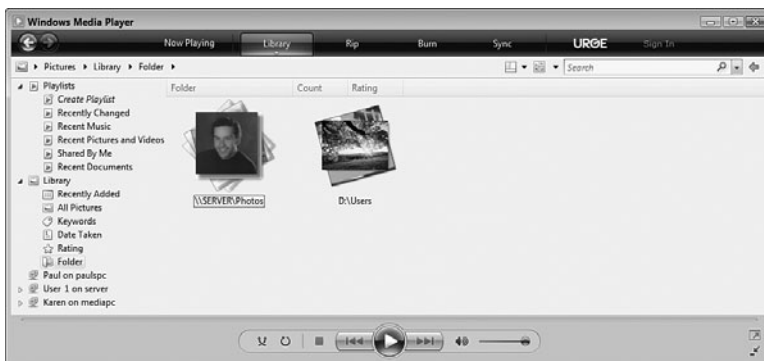 Windows Media Player
Now Playing Library Rip Burn Sync URGE Sign In
Pictures Library Folder Search
Playlists
Create Playlist
Recently Changed
Recent Music
Recent Pictures and Videos
Shared By Me
Recent Documents
Library
Recently Added
All Pictures
Keywords
Date Taken
Rating
Folder
Paul on paulspc
User 1 on server
Karen on mediapc
Folder Count Rating
\\SERVER\Photos D:\Users